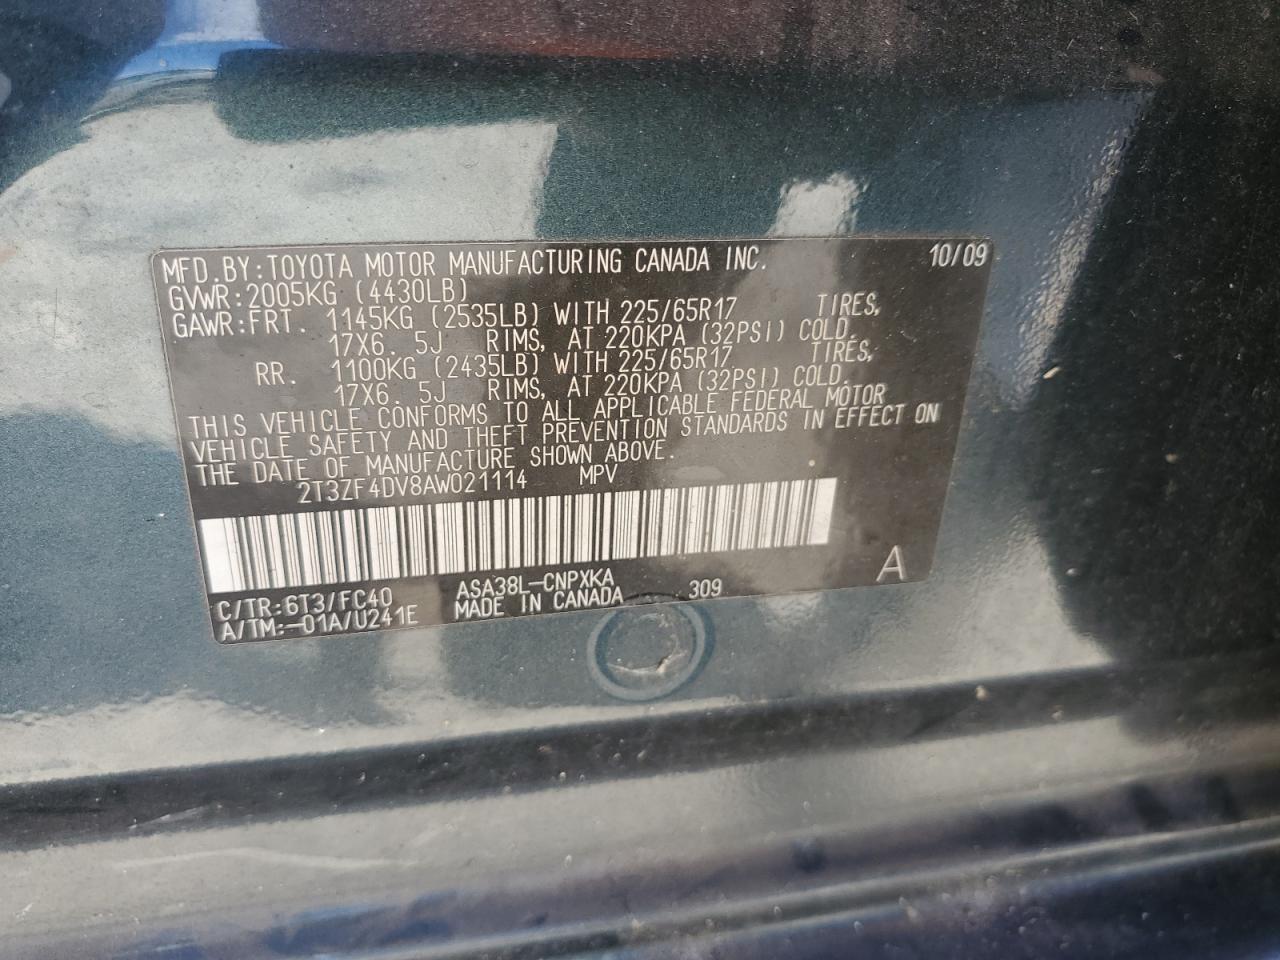 MFD.BY:TOYOTA MOTOR MANUFACTURING CANADA INC. 10/09
GVWR:2005KG (4430LB)
GAWR:FRT. 1145KG (2535LB) WITH 225/65R17 TIRES,
17X6.5J RIMS, AT 220KPA (32PSI) COLD.
RR. 1100KG (2435LB) WITH 225/65R17 TIRES,
17X6.5J RIMS, AT 220KPA (32PSI) COLD.
THIS VEHICLE CONFORMS TO ALL APPLICABLE FEDERAL MOTOR
VEHICLE SAFETY AND THEFT PREVENTION STANDARDS IN EFFECT ON
THE DATE OF MANUFACTURE SHOWN ABOVE.
2T3ZF4DV8AW021114 MPV
C/TR:6T3/FC40 ASA38L-CNPXKA 309 A
A/TM:-01A/U241E MADE IN CANADA